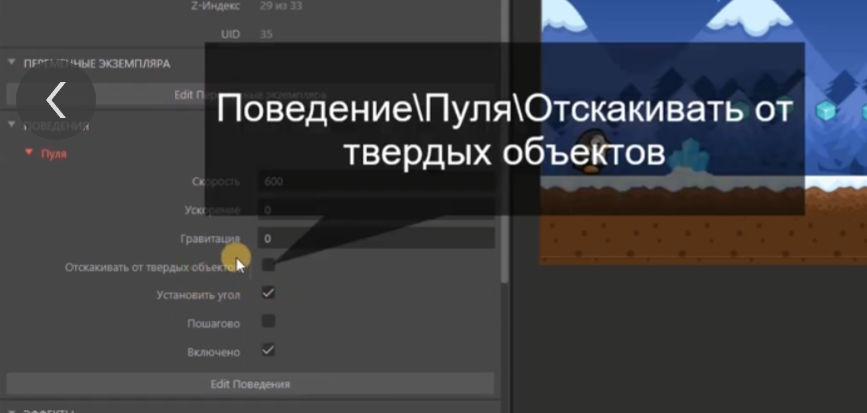 Z-Индекс 29 из 33
UID 35
ПЕРЕМЕННЫЕ ЭКЗЕМПЛЯРА
Edit Переменные экземпляра
Поведение\Пуля\Отскакивать от
твердых объектов
ПОВЕДЕНИЯ
Пуля
Скорость 600
Ускорение 0
Гравитация 0
Отскакивать от твердых объектов
Установить угол
Пошагово
Включено
Edit Поведения
ЭФФЕКТЫ